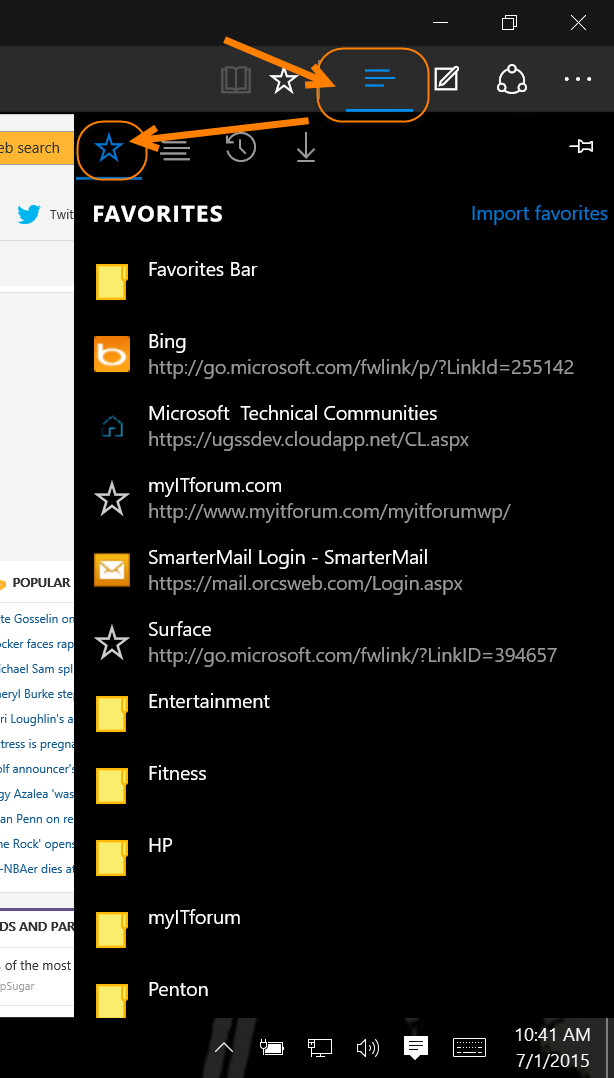 eb search
Twit
FAVORITES
Import favorites
Favorites Bar
Bing
http://go.microsoft.com/fwlink/p/?LinkId=255142
Microsoft  Technical Communities
https://ugssdev.cloudapp.net/CL.aspx
myITforum.com
http://www.myitforum.com/myitforumwp/
SmarterMail Login - SmarterMail
https://mail.orcsweb.com/Login.aspx
Surface
http://go.microsoft.com/fwlink/?LinkID=394657
Entertainment
Fitness
HP
myITforum
Penton
POPULAR
te Gosselin on
ocker faces rap
ichael Sam spl
heryl Burke step
ri Loughlin's a
tress is pregna
olf announcer's
gy Azalea 'was
an Penn on re
he Rock' opens
-NBAer dies at
DS AND PAR
s of the most
pSugar
10:41 AM
7/1/2015